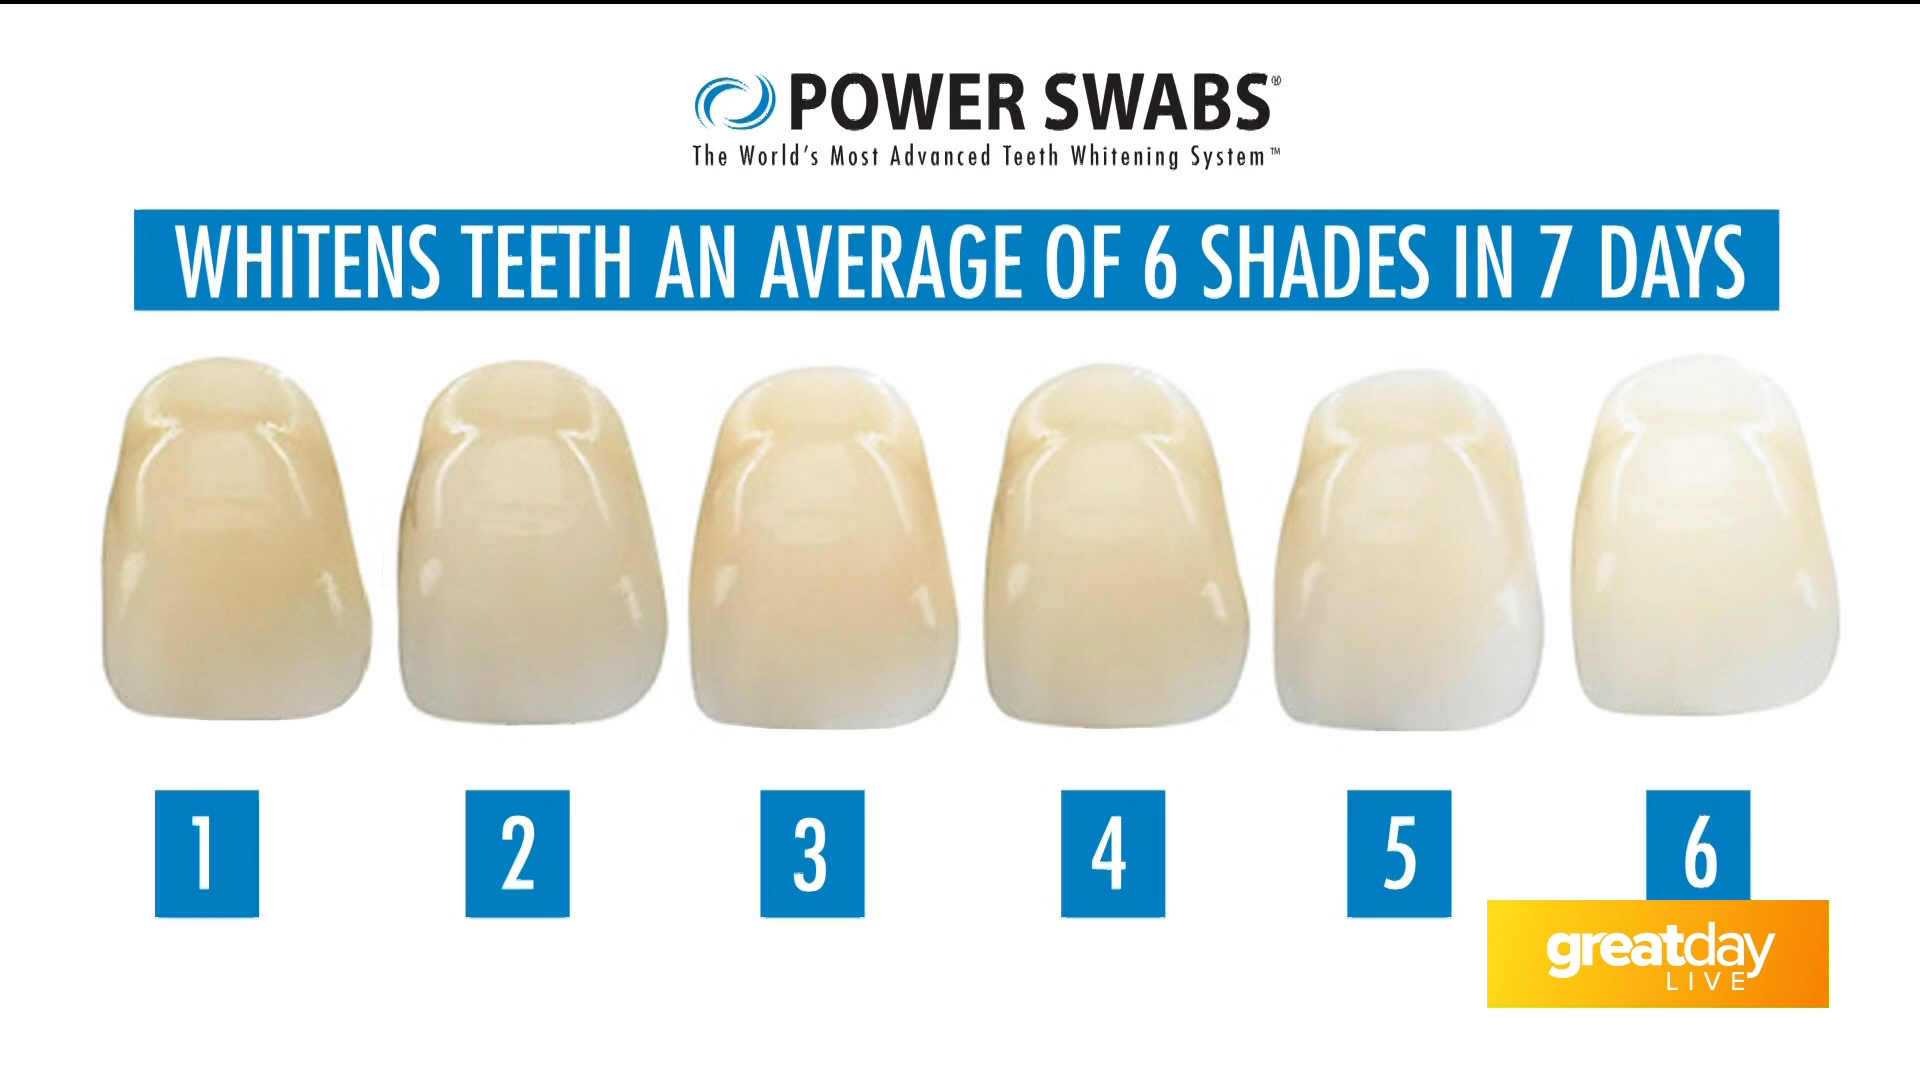 POWER SWABS®
The World's Most Advanced Teeth Whitening System™
WHITENS TEETH AN AVERAGE OF 6 SHADES IN 7 DAYS
1 2 3 4 5 6
greatday
LIVE